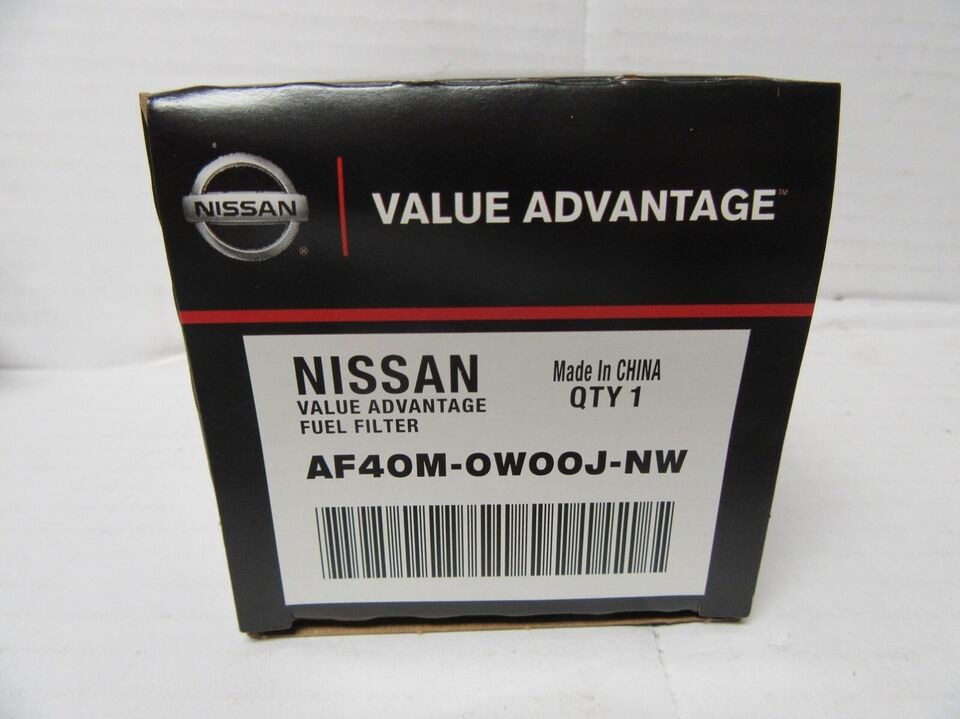 NISSAN
®
VALUE ADVANTAGE™
NISSAN
VALUE ADVANTAGE
FUEL FILTER
Made In CHINA
QTY 1
AF40M-0W00J-NW